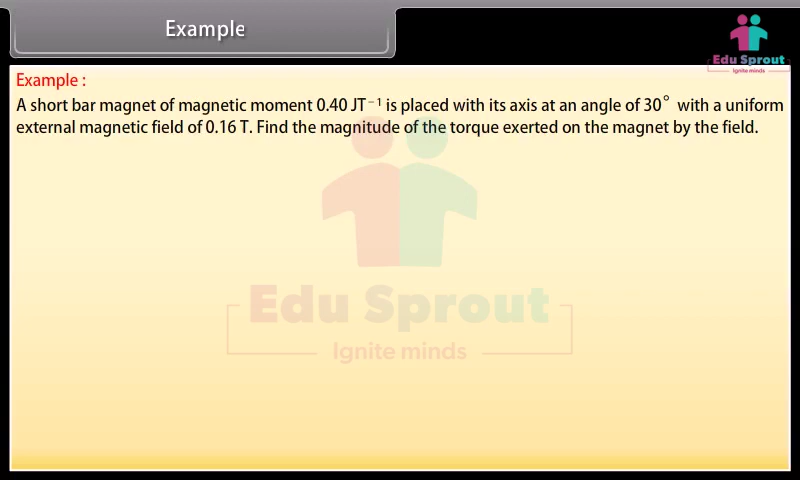 Example
Edu Sprout
Ignite minds
Example :
A short bar magnet of magnetic moment 0.40 JT⁻¹ is placed with its axis at an angle of 30° with a uniform
external magnetic field of 0.16 T. Find the magnitude of the torque exerted on the magnet by the field.
Edu Sprout
Ignite minds